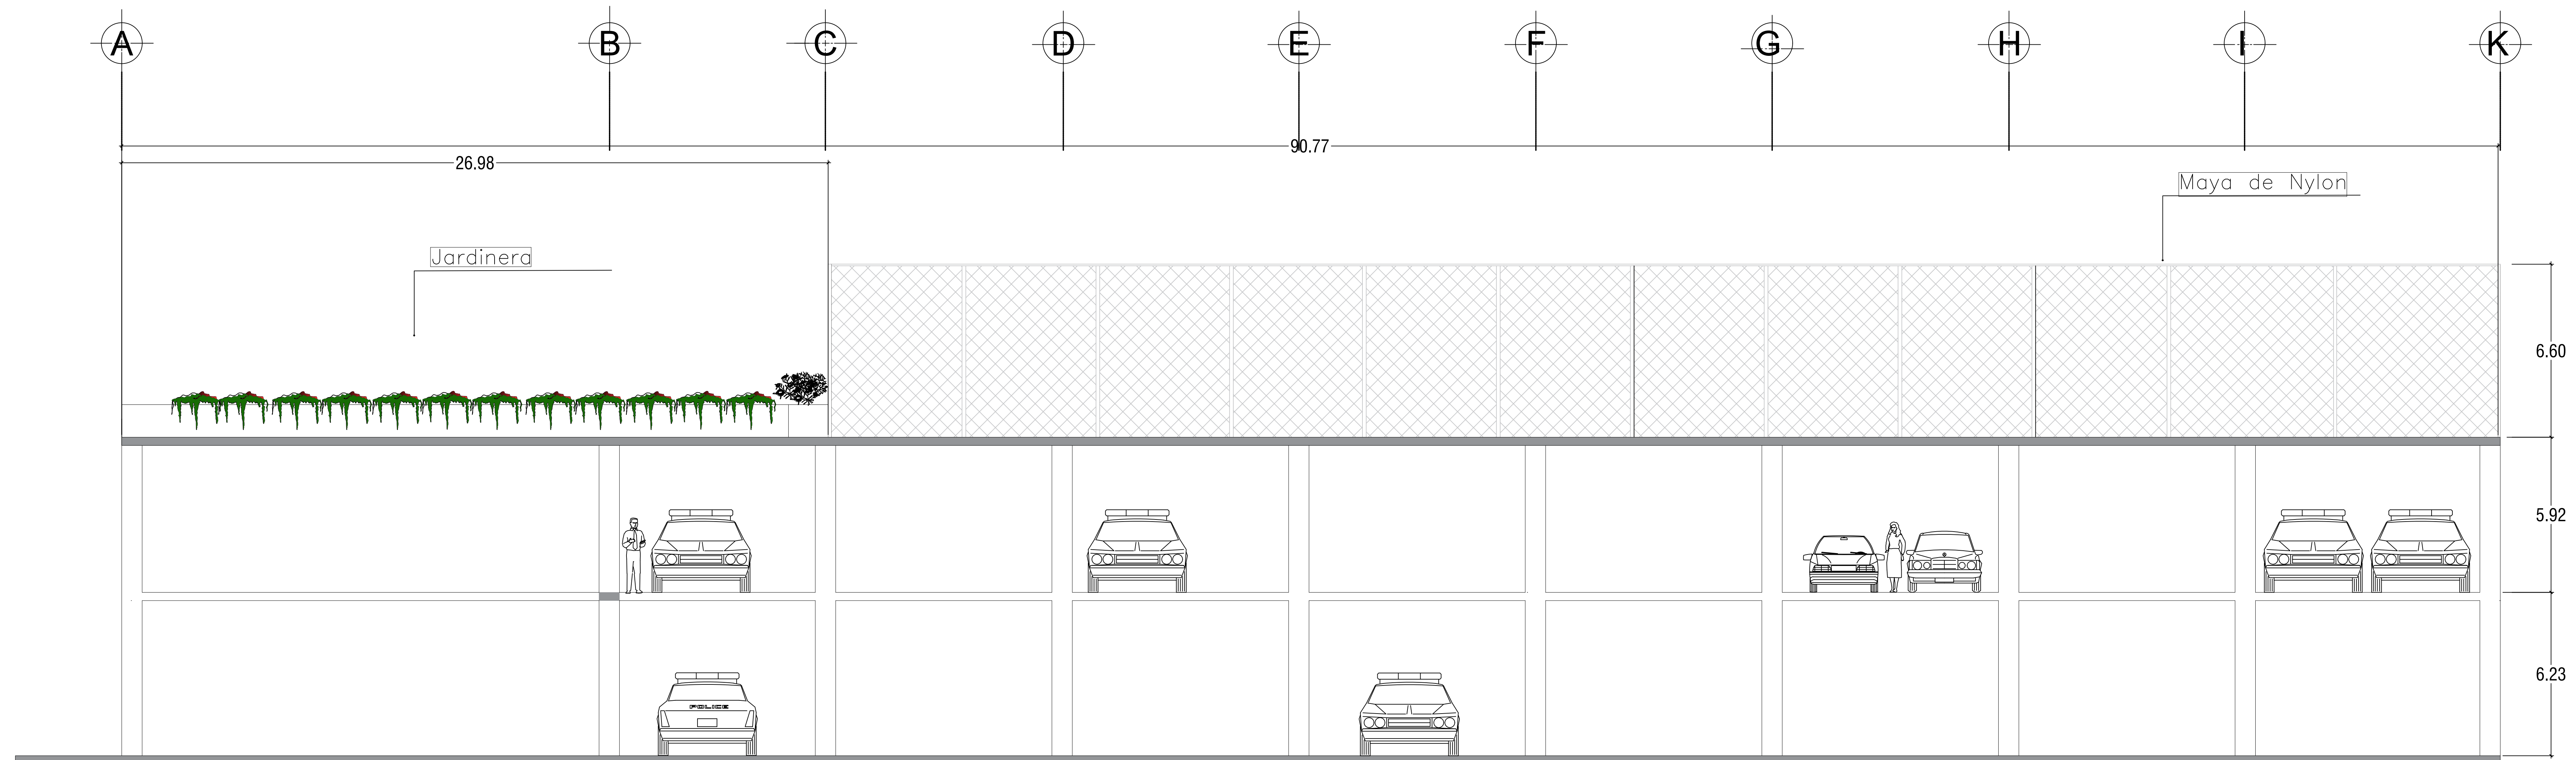 A B C D E F G H I K
90.77
26.98
Maya de Nylon
Jardinera
6.60
5.92
6.23
POLICE